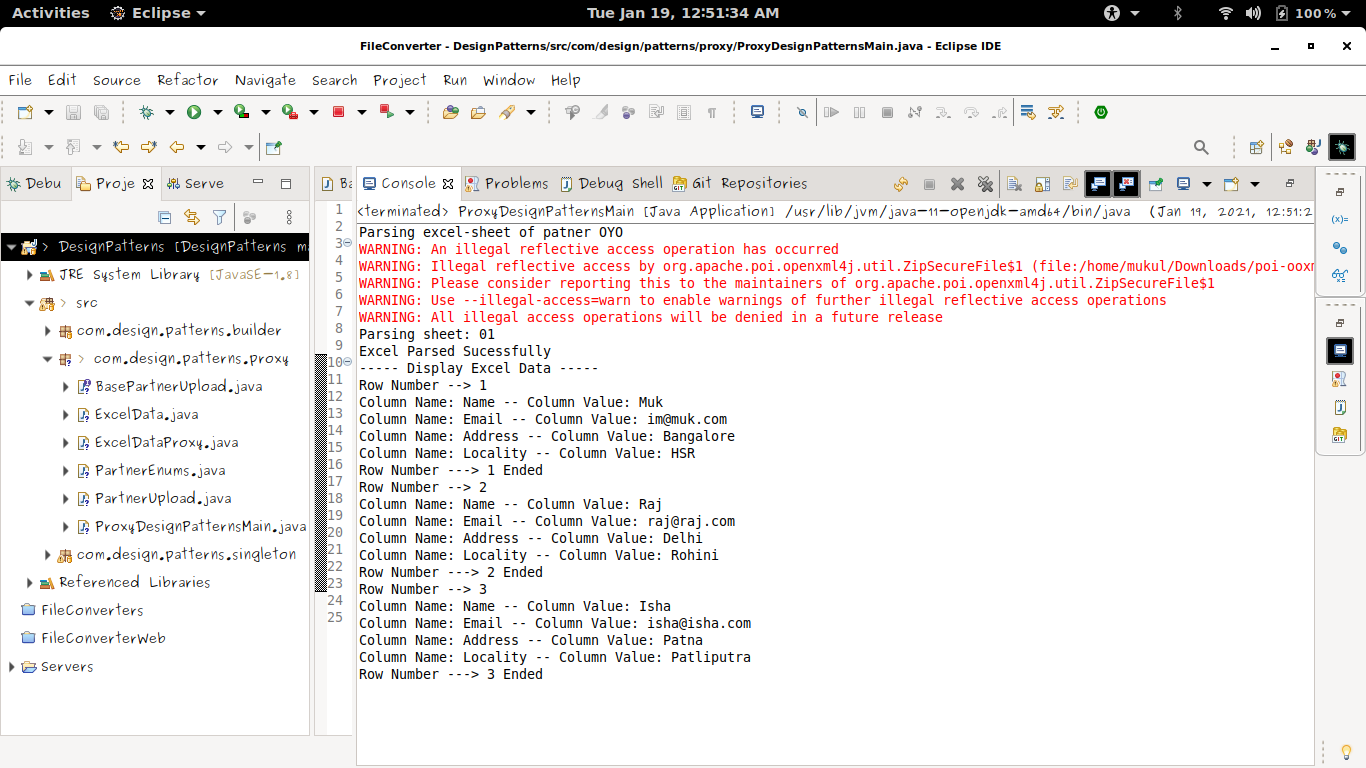 Activities Eclipse Tue Jan 19, 12:51:34 AM 100 %
FileConverter - DesignPatterns/src/com/design/patterns/proxy/ProxyDesignPatternsMain.java - Eclipse IDE
File Edit Source Refactor Navigate Search Project Run Window Help
Debu Proje Serve
DesignPatterns [DesignPatterns m
JRE System Library [JavaSE-1.8]
src
com.design.patterns.builder
com.design.patterns.proxy
BasePartnerUpload.java
ExcelData.java
ExcelDataProxy.java
PartnerEnums.java
PartnerUpload.java
ProxyDesignPatternsMain.java
com.design.patterns.singleton
Referenced Libraries
FileConverters
FileConverterWeb
Servers
Ba
1
2
3
4
5
6
7
8
9
10
11
12
13
14
15
16
17
18
19
20
21
22
23
24
25
Console Problems Debug Shell Git Repositories
<terminated> ProxyDesignPatternsMain [Java Application] /usr/lib/jvm/java-11-openjdk-amd64/bin/java (Jan 19, 2021, 12:51:2
Parsing excel-sheet of patner OYO
WARNING: An illegal reflective access operation has occurred
WARNING: Illegal reflective access by org.apache.poi.openxml4j.util.ZipSecureFile$1 (file:/home/mukul/Downloads/poi-ooxm
WARNING: Please consider reporting this to the maintainers of org.apache.poi.openxml4j.util.ZipSecureFile$1
WARNING: Use --illegal-access=warn to enable warnings of further illegal reflective access operations
WARNING: All illegal access operations will be denied in a future release
Parsing sheet: 01
Excel Parsed Sucessfully
----- Display Excel Data -----
Row Number --> 1
Column Name: Name -- Column Value: Muk
Column Name: Email -- Column Value: im@muk.com
Column Name: Address -- Column Value: Bangalore
Column Name: Locality -- Column Value: HSR
Row Number ---> 1 Ended
Row Number --> 2
Column Name: Name -- Column Value: Raj
Column Name: Email -- Column Value: raj@raj.com
Column Name: Address -- Column Value: Delhi
Column Name: Locality -- Column Value: Rohini
Row Number ---> 2 Ended
Row Number --> 3
Column Name: Name -- Column Value: Isha
Column Name: Email -- Column Value: isha@isha.com
Column Name: Address -- Column Value: Patna
Column Name: Locality -- Column Value: Patliputra
Row Number ---> 3 Ended